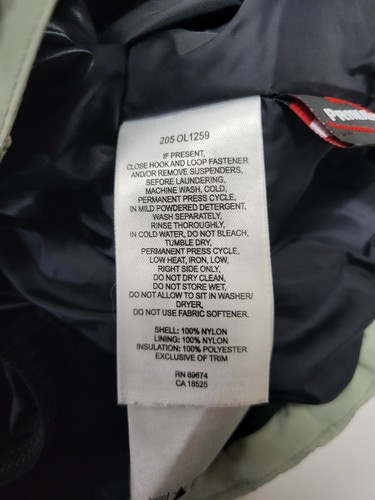 205 OL1259
IF PRESENT,
CLOSE HOOK AND LOOP FASTENER
AND/OR REMOVE SUSPENDERS,
BEFORE LAUNDERING,
MACHINE WASH, COLD,
PERMANENT PRESS CYCLE,
IN MILD POWDERED DETERGENT,
WASH SEPARATELY,
RINSE THOROUGHLY,
IN COLD WATER, DO NOT BLEACH,
TUMBLE DRY,
PERMANENT PRESS CYCLE,
LOW HEAT, IRON, LOW,
RIGHT SIDE ONLY,
DO NOT DRY CLEAN,
DO NOT STORE WET,
DO NOT ALLOW TO SIT IN WASHER/
DRYER,
DO NOT USE FABRIC SOFTENER.
SHELL: 100% NYLON
LINING: 100% NYLON
INSULATION: 100% POLYESTER
EXCLUSIVE OF TRIM
RN 69674
CA 18525